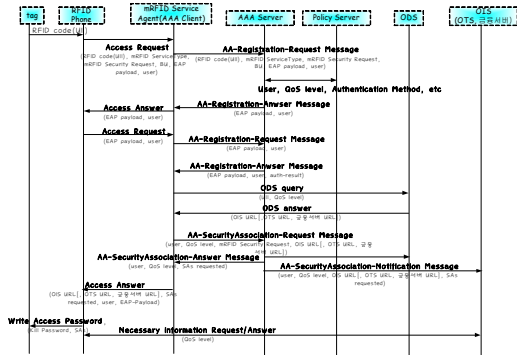 tag
RFID
Phone
mRFID Service
Agent(AAA Client)
AAA Server
Policy Server
ODS
OIS
(OTS, 금융서버)
RFID code(UII)
Access Request
(RFID code(UII), mRFID ServiceType,
mRFID Security Request, BU, EAP
payload, user)
AA-Registration-Request Message
(RFID code(UII), mRFID ServiceType, mRFID Security Request,
BU, EAP payload, user)
User, QoS level, Authentication Method, etc
AA-Registration-Anwser Message
(EAP payload, user)
Access Answer
(EAP payload, user)
Access Request
(EAP payload, user)
AA-Registration-Request Message
(EAP payload, user)
AA-Registration-Anwser Message
(EAP payload, user, auth-result)
ODS query
(UII, QoS level)
ODS answer
(OIS URL[, OTS URL, 금융서버 URL])
AA-SecurityAssociation-Request Message
(user, QoS level, mRFID Security Request, OIS URL[, OTS URL, 금융
서버 URL])
AA-SecurityAssociation-Answer Message
(user, QoS level, SAs requested)
AA-SecurityAssociation-Notification Message
(user, QoS level, OIS URL[, OTS URL, 금융서버 URL], SAs
requested)
Access Answer
(OIS URL[, OTS URL, 금융서버 URL], SAs
requested, user, EAP-Payload)
Write Access Password,
(Kill Password, SAs)
Necessary information Request/Answer
(QoS level)